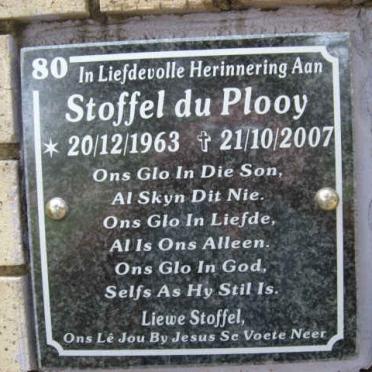 80 In Liefdevolle Herinnering Aan
Stoffel du Plooy
* 20/12/1963 ✝ 21/10/2007
Ons Glo In Die Son,
Al Skyn Dit Nie.
Ons Glo In Liefde,
Al Is Ons Alleen.
Ons Glo In God,
Selfs As Hy Stil Is.
Liewe Stoffel,
Ons Lê Jou By Jesus Se Voete Neer